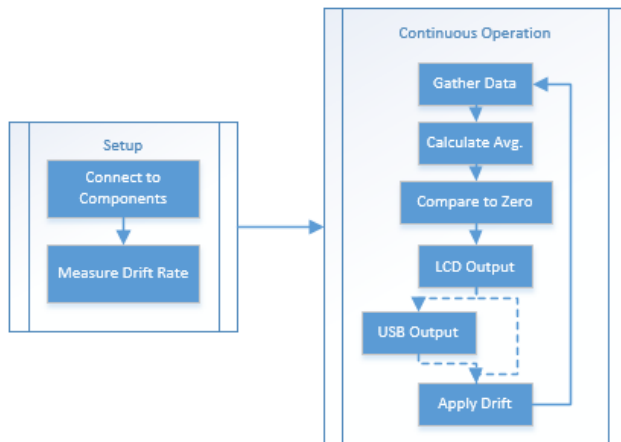 Setup
Connect to
Components
Measure Drift Rate
Continuous Operation
Gather Data
Calculate Avg.
Compare to Zero
LCD Output
USB Output
Apply Drift